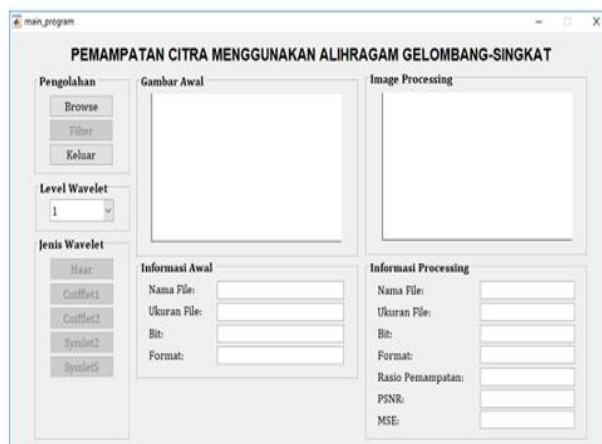 main_program
PEMAMPATAN CITRA MENGGUNAKAN ALIHRAGAM GELOMBANG-SINGKAT
Pengolahan
Browse
Filter
Keluar
Level Wavelet
1
Jenis Wavelet
Haar
Coifflet1
Coifflet2
Symlet2
Symlet5
Gambar Awal
Informasi Awal
Nama File:
Ukuran File:
Bit:
Format:
Image Processing
Informasi Processing
Nama File:
Ukuran File:
Bit:
Format:
Rasio Pemampatan:
PSNR:
MSE: